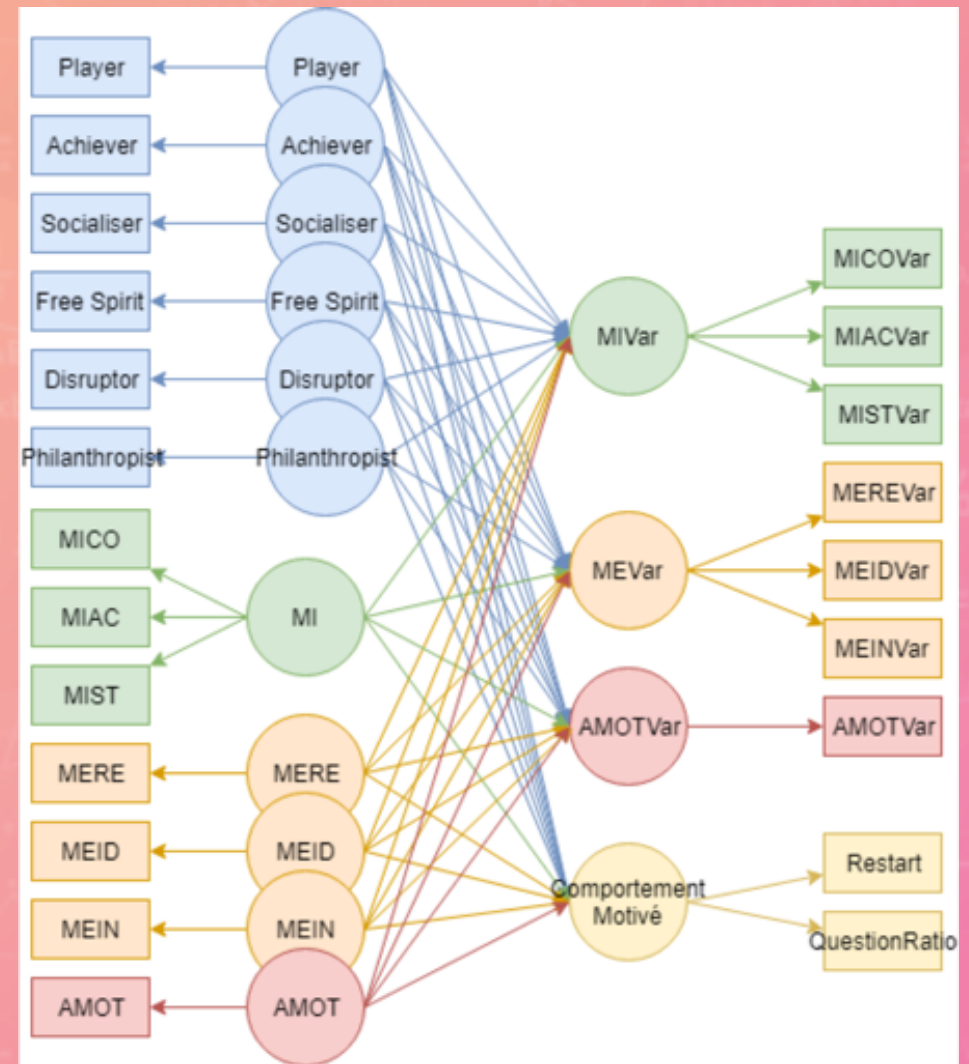 Player
Achiever
Socialiser
Free Spirit
Disruptor
Philanthropist
MICO
MIAC
MIST
MERE
MEID
MEIN
AMOT
Player
Achiever
Socialiser
Free Spirit
Disruptor
Philanthropist
MI
MERE
MEID
MEIN
AMOT
MIVar
MEVar
AMOTVar
Comportement
Motivé
MICOVar
MIACVar
MISTVar
MEREVar
MEIDVar
MEINVar
AMOTVar
Restart
QuestionRatio